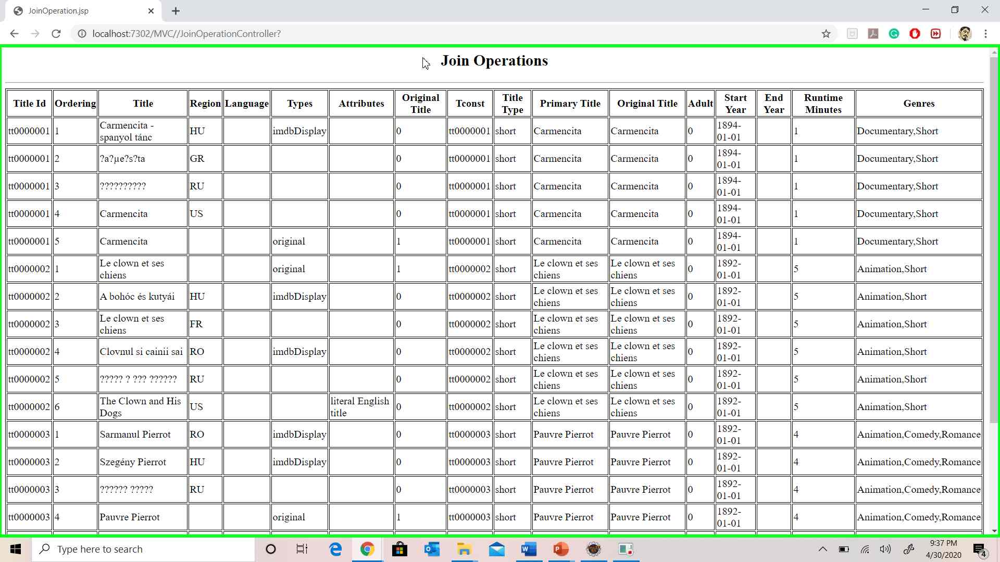 JoinOperation.jsp
localhost:7302/MVC//JoinOperationController?
Join Operations
Title Id Ordering Title Region Language Types Attributes Original Title Tconst Title Type Primary Title Original Title Adult Start Year End Year Runtime Minutes Genres
tt0000001 1 Carmencita - spanyol tánc HU imdbDisplay 0 tt0000001 short Carmencita Carmencita 0 1894-01-01 1 Documentary,Short
tt0000001 2 ?a?µe?s?ta GR 0 tt0000001 short Carmencita Carmencita 0 1894-01-01 1 Documentary,Short
tt0000001 3 ?????????? RU 0 tt0000001 short Carmencita Carmencita 0 1894-01-01 1 Documentary,Short
tt0000001 4 Carmencita US 0 tt0000001 short Carmencita Carmencita 0 1894-01-01 1 Documentary,Short
tt0000001 5 Carmencita original 1 tt0000001 short Carmencita Carmencita 0 1894-01-01 1 Documentary,Short
tt0000002 1 Le clown et ses chiens original 1 tt0000002 short Le clown et ses chiens Le clown et ses chiens 0 1892-01-01 5 Animation,Short
tt0000002 2 A bohóc és kutyái HU imdbDisplay 0 tt0000002 short Le clown et ses chiens Le clown et ses chiens 0 1892-01-01 5 Animation,Short
tt0000002 3 Le clown et ses chiens FR 0 tt0000002 short Le clown et ses chiens Le clown et ses chiens 0 1892-01-01 5 Animation,Short
tt0000002 4 Clovnul si cainii sai RO imdbDisplay 0 tt0000002 short Le clown et ses chiens Le clown et ses chiens 0 1892-01-01 5 Animation,Short
tt0000002 5 ????? ? ??? ?????? RU 0 tt0000002 short Le clown et ses chiens Le clown et ses chiens 0 1892-01-01 5 Animation,Short
tt0000002 6 The Clown and His Dogs US literal English title 0 tt0000002 short Le clown et ses chiens Le clown et ses chiens 0 1892-01-01 5 Animation,Short
tt0000003 1 Sarmanul Pierrot RO imdbDisplay 0 tt0000003 short Pauvre Pierrot Pauvre Pierrot 0 1892-01-01 4 Animation,Comedy,Romance
tt0000003 2 Szegény Pierrot HU imdbDisplay 0 tt0000003 short Pauvre Pierrot Pauvre Pierrot 0 1892-01-01 4 Animation,Comedy,Romance
tt0000003 3 ?????? ????? RU 0 tt0000003 short Pauvre Pierrot Pauvre Pierrot 0 1892-01-01 4 Animation,Comedy,Romance
tt0000003 4 Pauvre Pierrot original 1 tt0000003 short Pauvre Pierrot Pauvre Pierrot 0 1892-01-01 4 Animation,Comedy,Romance
Type here to search
9:37 PM
4/30/2020
4